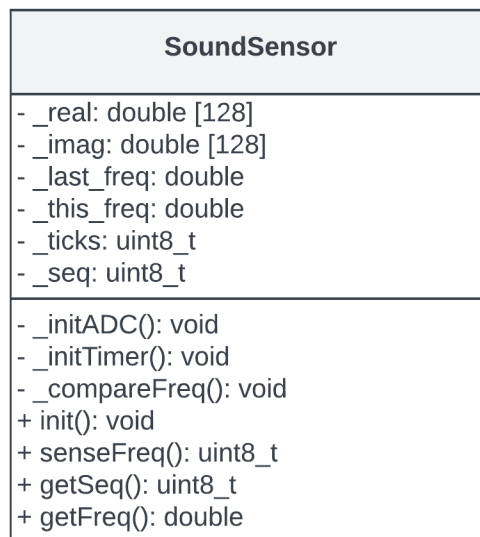 SoundSensor
- _real: double [128]
- _imag: double [128]
- _last_freq: double
- _this_freq: double
- _ticks: uint8_t
- _seq: uint8_t
- _initADC(): void
- _initTimer(): void
- _compareFreq(): void
+ init(): void
+ senseFreq(): uint8_t
+ getSeq(): uint8_t
+ getFreq(): double